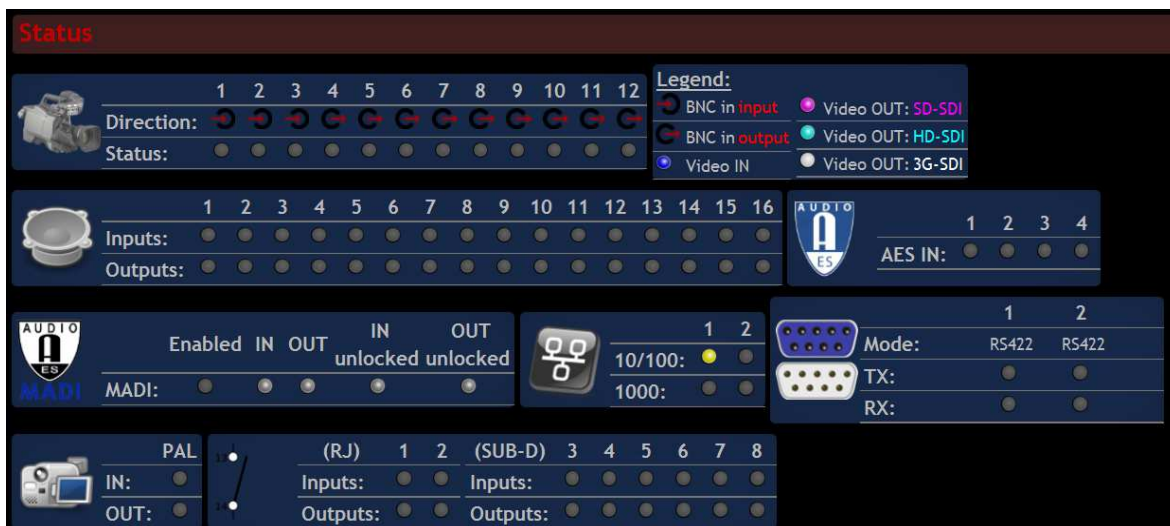 Status
1 2 3 4 5 6 7 8 9 10 11 12
Direction:
Status:
Legend:
BNC in input
BNC in output
Video IN
Video OUT: SD-SDI
Video OUT: HD-SDI
Video OUT: 3G-SDI
1 2 3 4 5 6 7 8 9 10 11 12 13 14 15 16
Inputs:
Outputs:
AUDIO
A
ES
1 2 3 4
AES IN:
AUDIO
A
ES
MADI
Enabled IN OUT IN unlocked OUT unlocked
MADI:
1 2
10/100:
1000:
1 2
Mode: RS422 RS422
TX:
RX:
PAL
IN:
OUT:
13
14
(RJ) 1 2 (SUB-D) 3 4 5 6 7 8
Inputs: Inputs:
Outputs: Outputs: